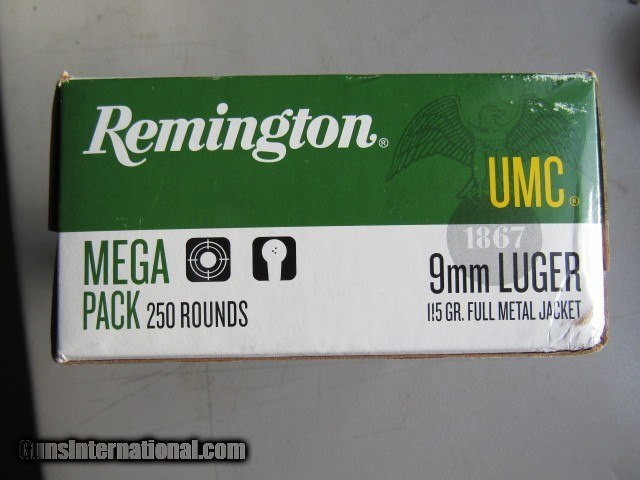 Remington®
UMC®
1867
MEGA
PACK 250 ROUNDS
9mm LUGER
115 GR. FULL METAL JACKET
GunsInternational.com